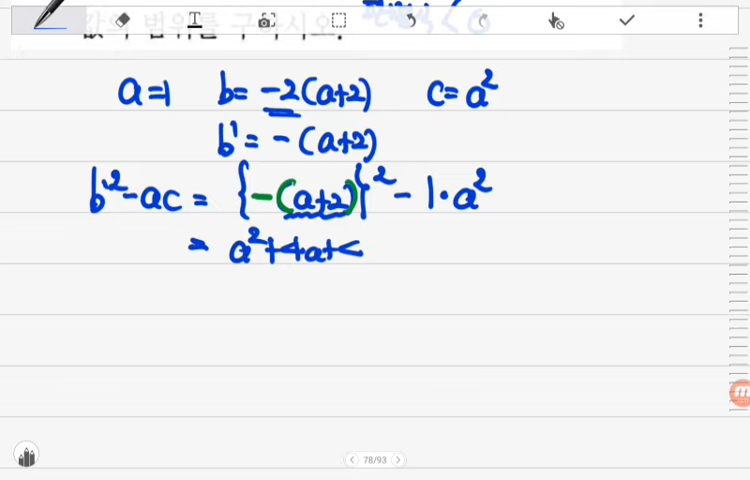 값의 범위를 구하시오.
< 0
a=1 b= -2(a+2) c= a²
b' = -(a+2)
b'² - ac = {-(a+2)}² - 1·a²
= a²+4a+
78/93